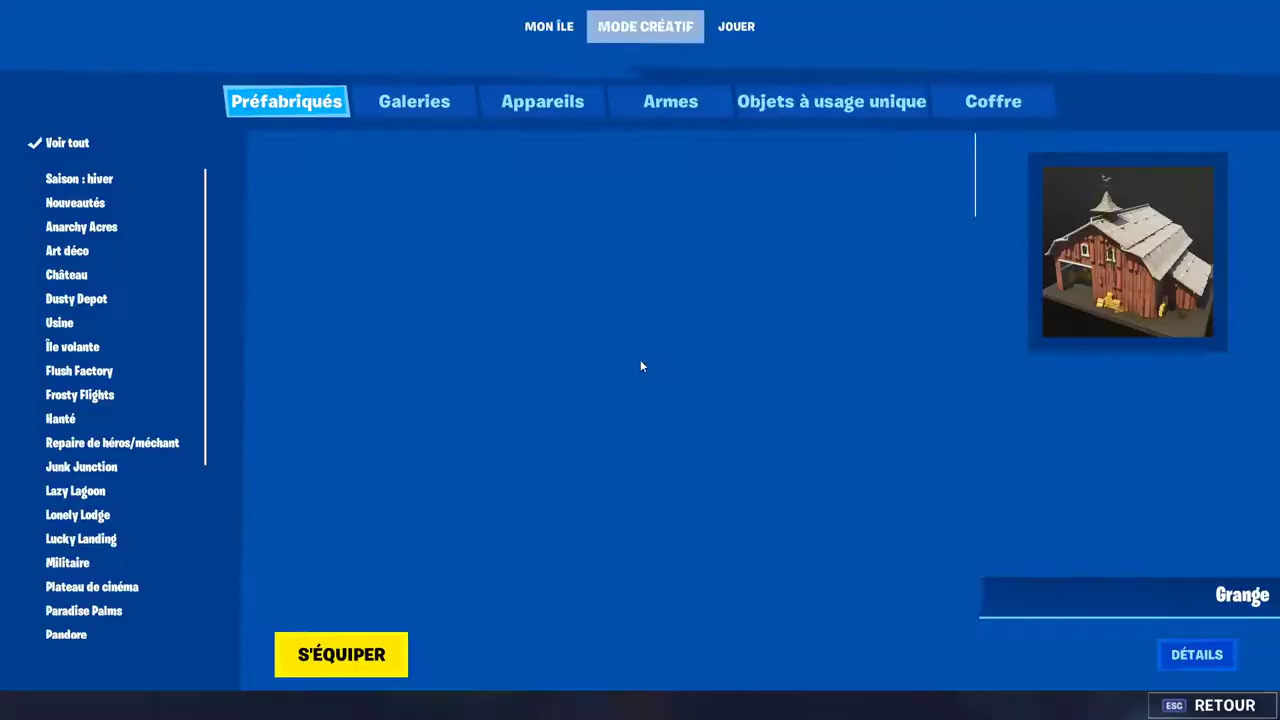 MON ÎLE
MODE CRÉATIF
JOUER
Préfabriqués
Galeries
Appareils
Armes
Objets à usage unique
Coffre
Voir tout
Saison : hiver
Nouveautés
Anarchy Acres
Art déco
Château
Dusty Depot
Usine
Île volante
Flush Factory
Frosty Flights
Hanté
Repaire de héros/méchant
Junk Junction
Lazy Lagoon
Lonely Lodge
Lucky Landing
Militaire
Plateau de cinéma
Paradise Palms
Pandore
Grange
S'ÉQUIPER
DÉTAILS
ESC RETOUR